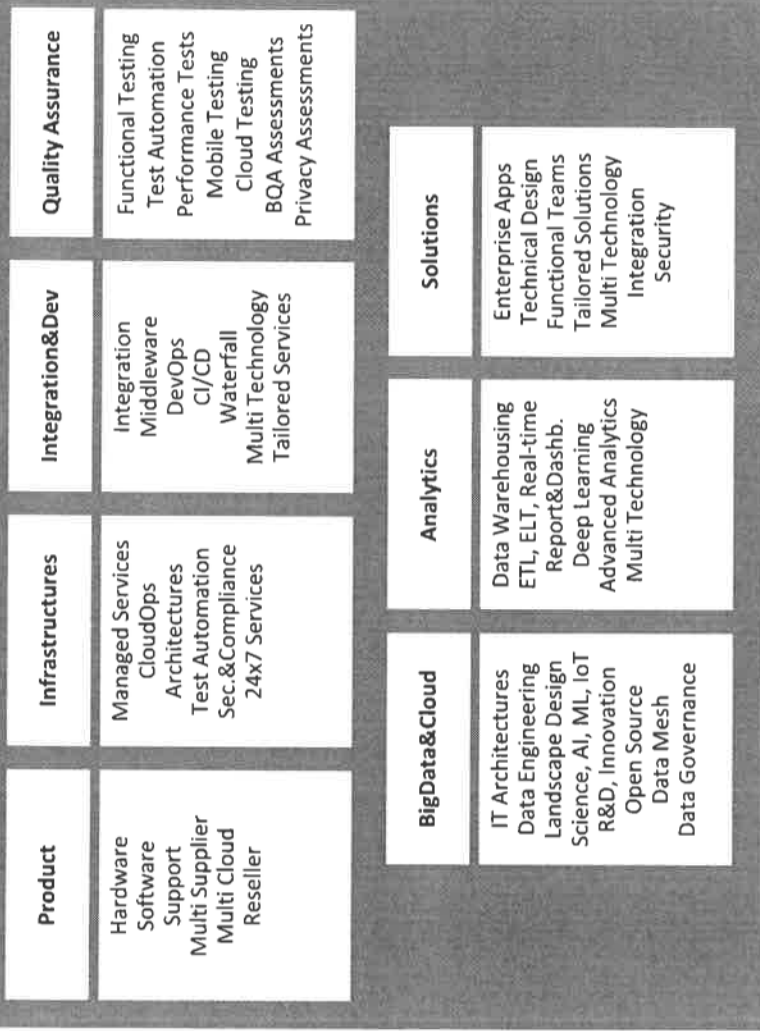 Product
Hardware
Software
Support
Multi Supplier
Multi Cloud
Reseller
Infrastructures
Managed Services
CloudOps
Architectures
Test Automation
Sec.&Compliance
24x7 Services
Integration&Dev
Integration
Middleware
DevOps
CI/CD
Waterfall
Multi Technology
Tailored Services
Quality Assurance
Functional Testing
Test Automation
Performance Tests
Mobile Testing
Cloud Testing
BQA Assessments
Privacy Assessments
BigData&Cloud
IT Architectures
Data Engineering
Landscape Design
Science, AI, ML, IoT
R&D, Innovation
Open Source
Data Mesh
Data Governance
Analytics
Data Warehousing
ETL, ELT, Real-time
Report&Dashb.
Deep Learning
Advanced Analytics
Multi Technology
Solutions
Enterprise Apps
Technical Design
Functional Teams
Tailored Solutions
Multi Technology
Integration
Security